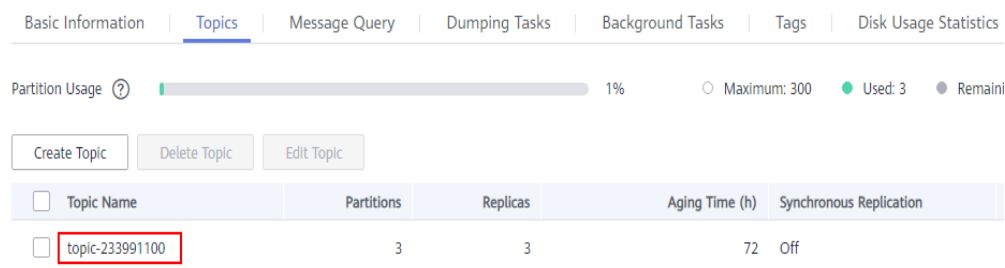 Basic Information Topics Message Query Dumping Tasks Background Tasks Tags Disk Usage Statistics
Partition Usage ? 1% Maximum: 300 Used: 3 Remaini
Create Topic Delete Topic Edit Topic
Topic Name Partitions Replicas Aging Time (h) Synchronous Replication
topic-233991100 3 3 72 Off